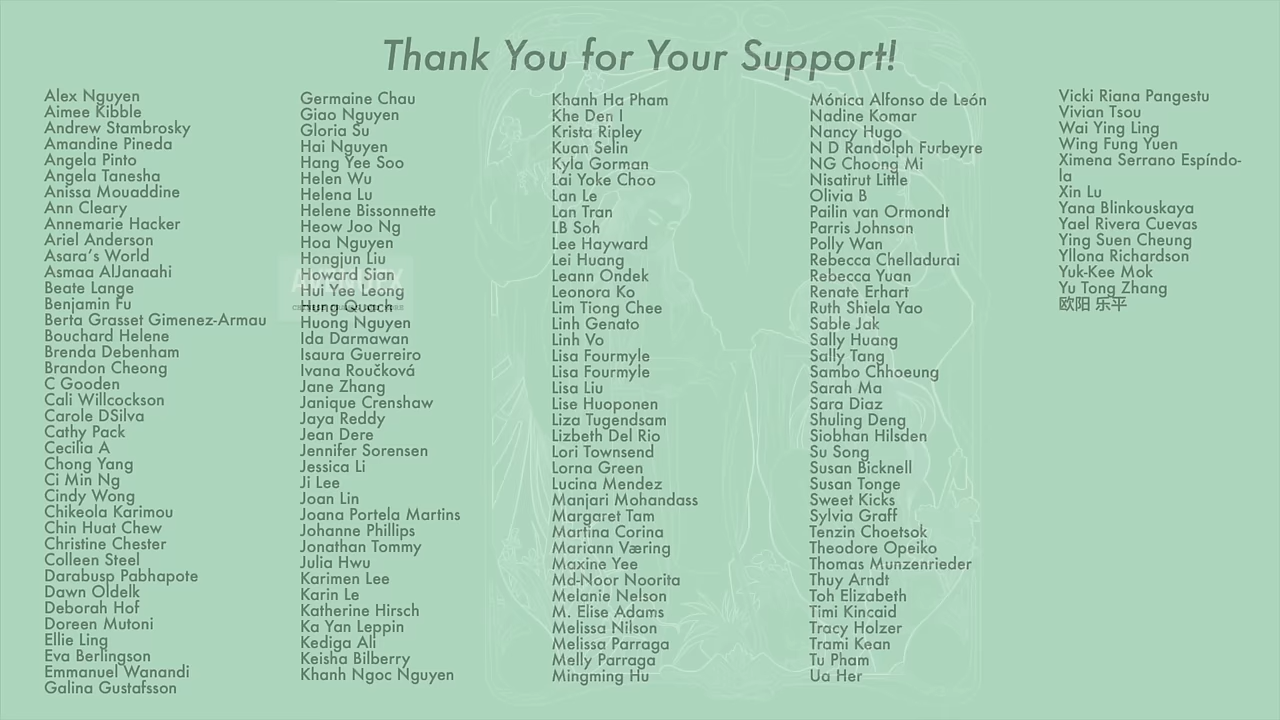 Thank You for Your Support!
Alex Nguyen
Aimee Kibble
Andrew Stambrosky
Amandine Pineda
Angela Pinto
Angela Tanesha
Anissa Mouaddine
Ann Cleary
Annemarie Hacker
Ariel Anderson
Asara's World
Asmaa AlJanaahi
Beate Lange
Benjamin Fu
Berta Grasset Gimenez-Armau
Bouchard Helene
Brenda Debenham
Brandon Cheong
C Gooden
Cali Willcockson
Carole DSilva
Cathy Pack
Cecilia A
Chong Yang
Ci Min Ng
Cindy Wong
Chikeola Karimou
Chin Huat Chew
Christine Chester
Colleen Steel
Darabusp Pabhapote
Dawn Oldelk
Deborah Hof
Doreen Mutoni
Ellie Ling
Eva Berlingson
Emmanuel Wanandi
Galina Gustafsson
Germaine Chau
Giao Nguyen
Gloria Su
Hai Nguyen
Hang Yee Soo
Helen Wu
Helena Lu
Helene Bissonnette
Heow Joo Ng
Hoa Nguyen
Hongjun Liu
Howard Sian
Hui Yee Leong
Hung Quach
Huong Nguyen
Ida Darmawan
Isaura Guerreiro
Ivana Roučková
Jane Zhang
Janique Crenshaw
Jaya Reddy
Jean Dere
Jennifer Sorensen
Jessica Li
Ji Lee
Joan Lin
Joana Portela Martins
Johanne Phillips
Jonathan Tommy
Julia Hwu
Karimen Lee
Karin Le
Katherine Hirsch
Ka Yan Leppin
Kediga Ali
Keisha Bilberry
Khanh Ngoc Nguyen
Khanh Ha Pham
Khe Den I
Krista Ripley
Kuan Selin
Kyla Gorman
Lai Yoke Choo
Lan Le
Lan Tran
LB Soh
Lee Hayward
Lei Huang
Leann Ondek
Leonora Ko
Lim Tiong Chee
Linh Genato
Linh Vo
Lisa Fourmyle
Lisa Fourmyle
Lisa Liu
Lise Huoponen
Liza Tugendsam
Lizbeth Del Rio
Lori Townsend
Lorna Green
Lucina Mendez
Manjari Mohandass
Margaret Tam
Martina Corina
Mariann Væring
Maxine Yee
Md-Noor Noorita
Melanie Nelson
M. Elise Adams
Melissa Nilson
Melissa Parraga
Melly Parraga
Mingming Hu
Mónica Alfonso de León
Nadine Komar
Nancy Hugo
N D Randolph Furbeyre
NG Choong Mi
Nisatirut Little
Olivia B
Pailin van Ormondt
Parris Johnson
Polly Wan
Rebecca Chelladurai
Rebecca Yuan
Renate Erhart
Ruth Shiela Yao
Sable Jak
Sally Huang
Sally Tang
Sambo Chhoeung
Sarah Ma
Sara Diaz
Shuling Deng
Siobhan Hilsden
Su Song
Susan Bicknell
Susan Tonge
Sweet Kicks
Sylvia Graff
Tenzin Choetsok
Theodore Opeiko
Thomas Munzenrieder
Thuy Arndt
Toh Elizabeth
Timi Kincaid
Tracy Holzer
Trami Kean
Tu Pham
Ua Her
Vicki Riana Pangestu
Vivian Tsou
Wai Ying Ling
Wing Fung Yuen
Ximena Serrano Espíndo-
la
Xin Lu
Yana Blinkouskaya
Yael Rivera Cuevas
Ying Suen Cheung
Yllona Richardson
Yuk-Kee Mok
Yu Tong Zhang
欧阳 乐平